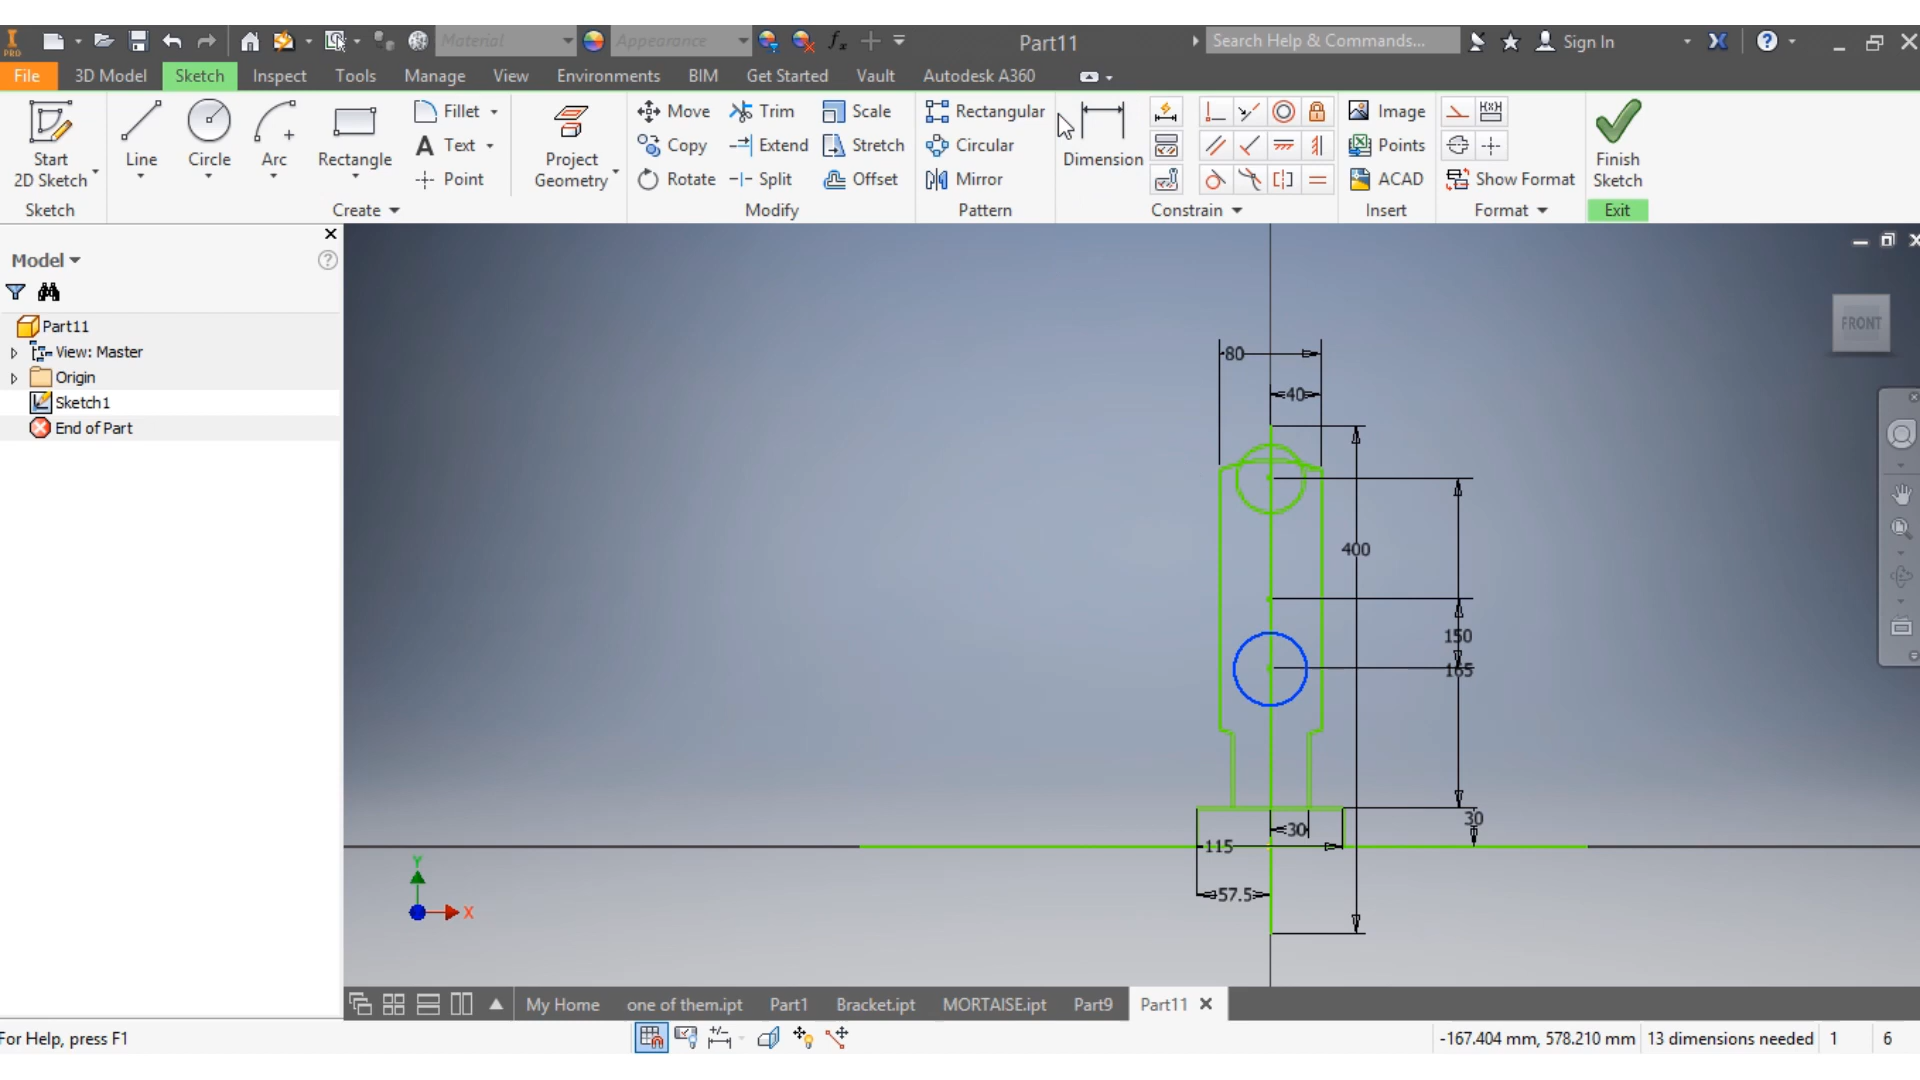 PRO
Material
Appearance
fx
Part11
Search Help & Commands...
Sign In
File
3D Model
Sketch
Inspect
Tools
Manage
View
Environments
BIM
Get Started
Vault
Autodesk A360
Start
2D Sketch
Line
Circle
Arc
Rectangle
Fillet
Text
Point
Project
Geometry
Move
Copy
Rotate
Trim
Extend
Split
Scale
Stretch
Offset
Rectangular
Circular
Mirror
Dimension
Image
Points
ACAD
Show Format
Finish
Sketch
Sketch
Create
Modify
Pattern
Constrain
Insert
Format
Exit
Model
Part11
View: Master
Origin
Sketch1
End of Part
FRONT
80
40
400
150
165
30
30
115
57.5
Y
X
My Home
one of them.ipt
Part1
Bracket.ipt
MORTAISE.ipt
Part9
Part11
For Help, press F1
-167.404 mm, 578.210 mm
13 dimensions needed
1
6